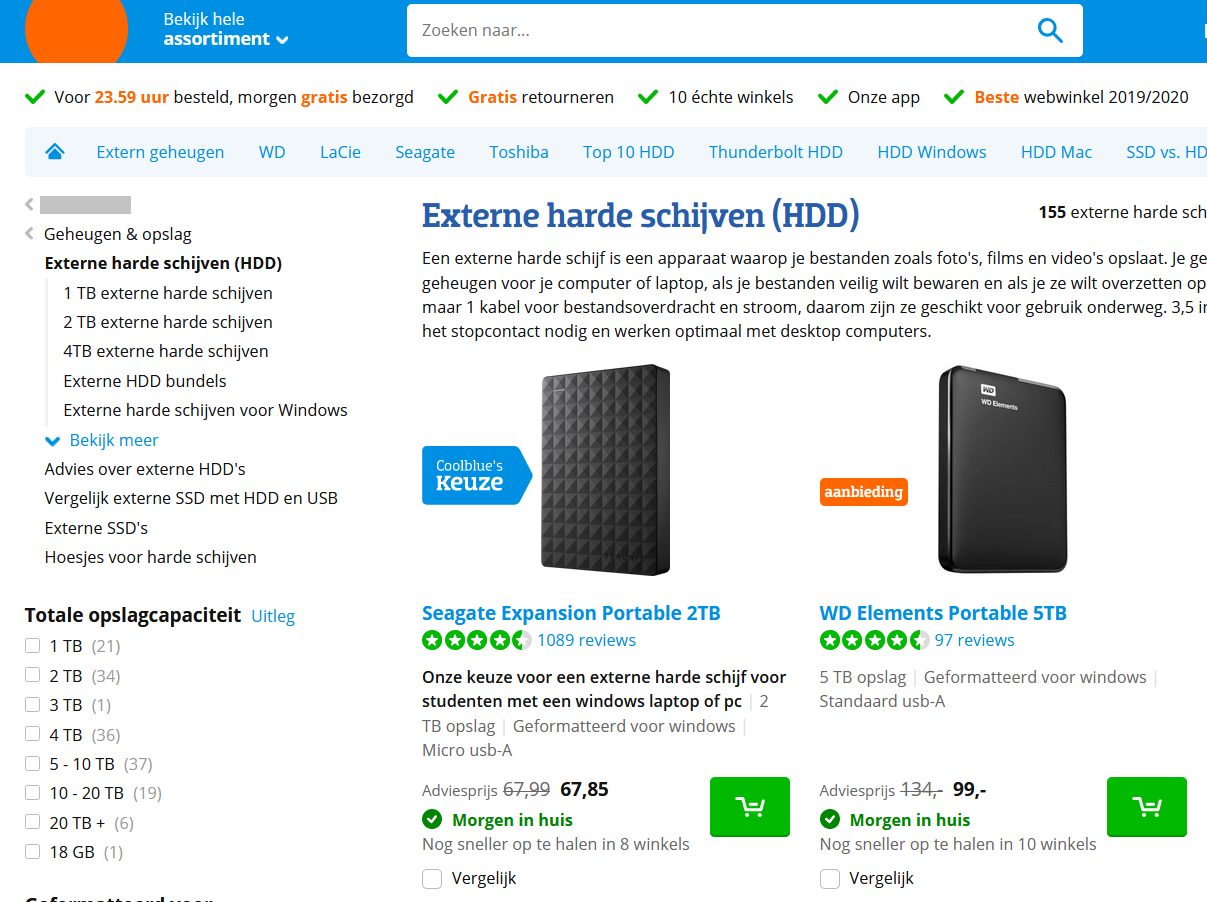 Bekijk hele
assortiment
Zoeken naar...
Voor 23.59 uur besteld, morgen gratis bezorgd
Gratis retourneren
10 échte winkels
Onze app
Beste webwinkel 2019/2020
Extern geheugen
WD
LaCie
Seagate
Toshiba
Top 10 HDD
Thunderbolt HDD
HDD Windows
HDD Mac
SSD vs. HD
Geheugen & opslag
Externe harde schijven (HDD)
1 TB externe harde schijven
2 TB externe harde schijven
4TB externe harde schijven
Externe HDD bundels
Externe harde schijven voor Windows
Bekijk meer
Advies over externe HDD's
Vergelijk externe SSD met HDD en USB
Externe SSD's
Hoesjes voor harde schijven
Totale opslagcapaciteit Uitleg
1 TB (21)
2 TB (34)
3 TB (1)
4 TB (36)
5 - 10 TB (37)
10 - 20 TB (19)
20 TB + (6)
18 GB (1)
Geformatteerd voor
Externe harde schijven (HDD)
155 externe harde sch
Een externe harde schijf is een apparaat waarop je bestanden zoals foto's, films en video's opslaat. Je ge
geheugen voor je computer of laptop, als je bestanden veilig wilt bewaren en als je ze wilt overzetten op
maar 1 kabel voor bestandsoverdracht en stroom, daarom zijn ze geschikt voor gebruik onderweg. 3,5 in
het stopcontact nodig en werken optimaal met desktop computers.
Coolblue's
Keuze
Seagate Expansion Portable 2TB
1089 reviews
Onze keuze voor een externe harde schijf voor
studenten met een windows laptop of pc | 2
TB opslag | Geformatteerd voor windows |
Micro usb-A
Adviesprijs 67,99 67,85
Morgen in huis
Nog sneller op te halen in 8 winkels
Vergelijk
WD
WD Elements
aanbieding
WD Elements Portable 5TB
97 reviews
5 TB opslag | Geformatteerd voor windows |
Standaard usb-A
Adviesprijs 134,- 99,-
Morgen in huis
Nog sneller op te halen in 10 winkels
Vergelijk